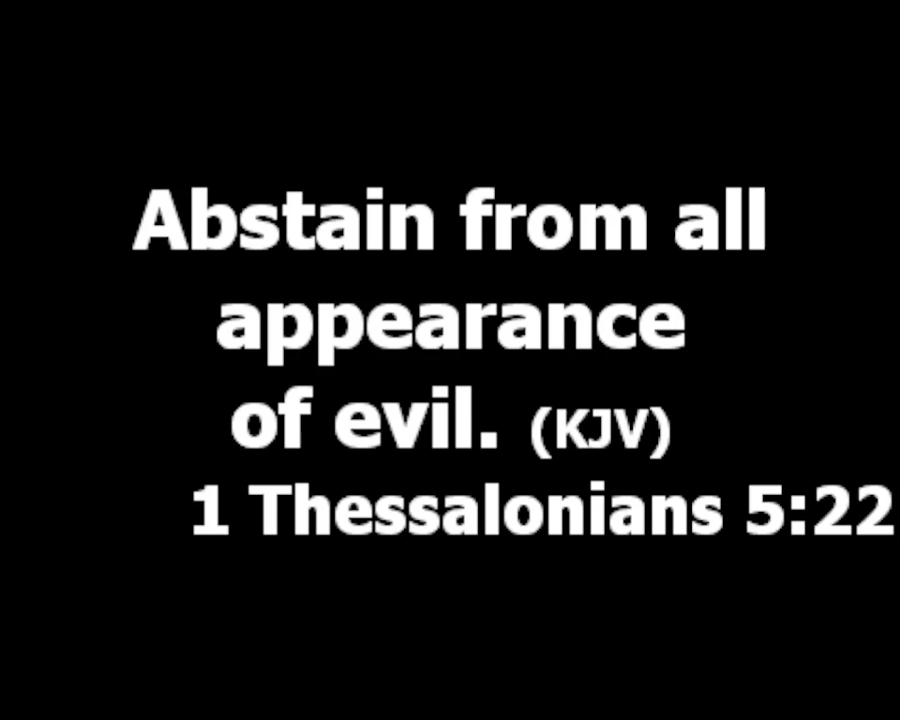 Abstain from all
appearance
of evil. (KJV)
1 Thessalonians 5:22